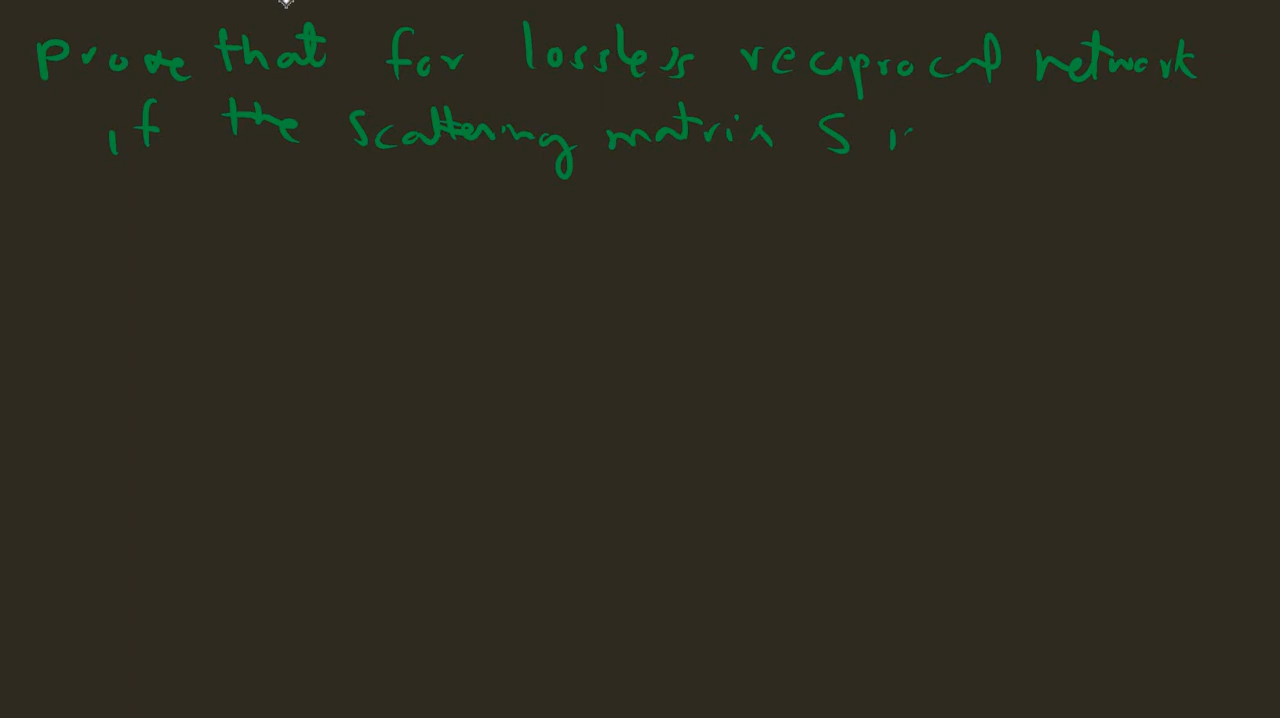 prove that for lossless reciprocal network
if the scattering matrix S